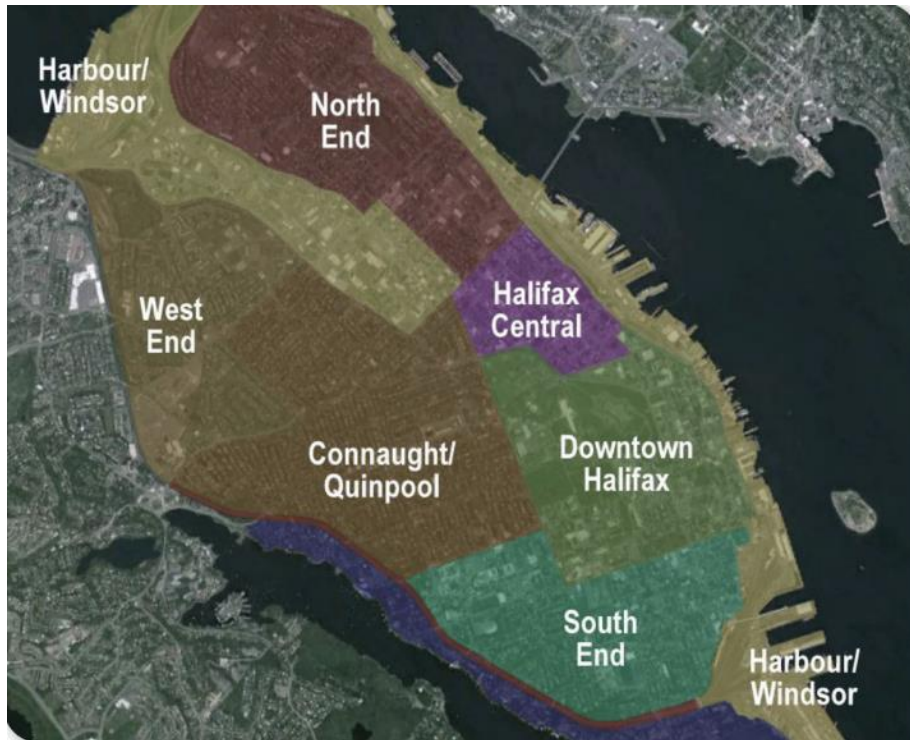 Harbour/
Windsor
North
End
West
End
Halifax
Central
Connaught/
Quinpool
Downtown
Halifax
South
End
Harbour/
Windsor